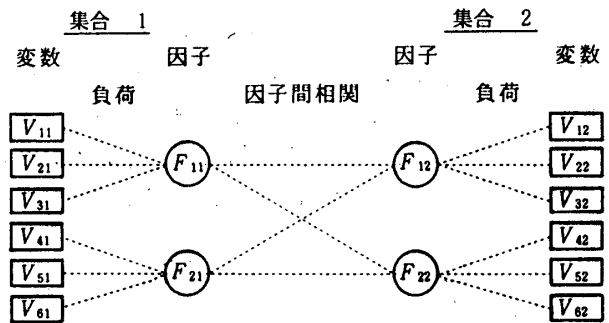 集合 1 集合 2
変数 因子 因子 変数
負荷 因子間相関 負荷
V11 V12
V21 F11 F12 V22
V31 V32
V41 V42
V51 F21 F22 V52
V61 V62